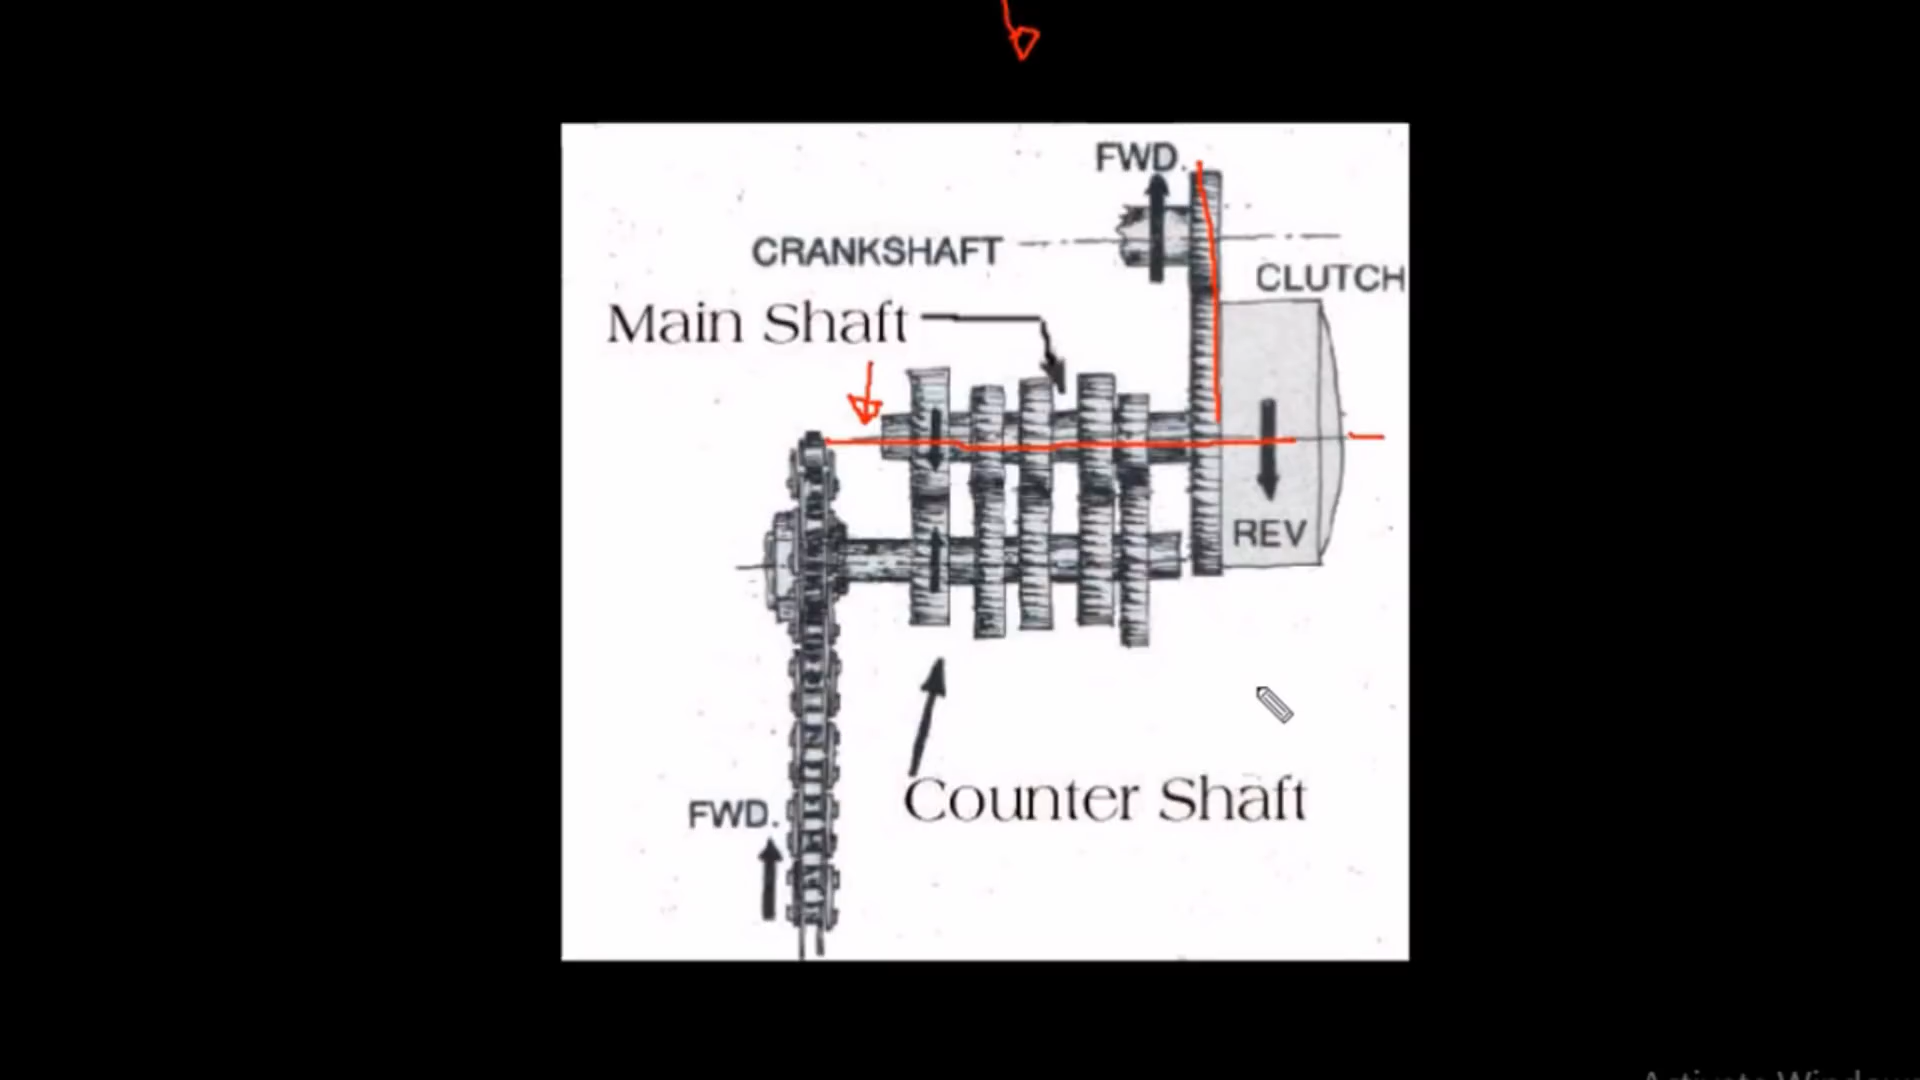 FWD.
CRANKSHAFT
CLUTCH
Main Shaft
REV
Counter Shaft
FWD.